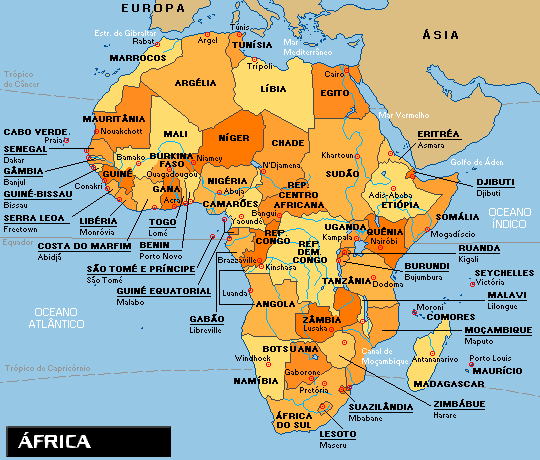 EUROPA
ÁSIA
Estr. de Gibraltar
Rabat
MARROCOS
Argel
Túnis
TUNÍSIA
Mar
Mediterrâneo
Trípoli
Cairo
Trópico
de Câncer
ARGÉLIA
LÍBIA
EGITO
MAURITÂNIA
Nouakchott
MALI
NÍGER
CHADE
SUDÃO
Khartoun
Mar Vermelho
ERITRÉA
Asmara
Golfo de Áden
CABO VERDE
Praia
SENEGAL
Dakar
GÂMBIA
Banjul
GUINÉ-BISSAU
Bissau
SERRA LEOA
Freetown
GUINÉ
Conakri
Bamako
BURKINA
FASO
Ouagadougou
Niamey
N'Djamena
NIGÉRIA
Abuja
GANA
Acra
CAMARÕES
Yaoundé
REP.
CENTRO
AFRICANA
Bangui
Adis-Abeba
ETIÓPIA
DJIBUTI
Djibuti
SOMÁLIA
Mogadíscio
OCEANO
ÍNDICO
LIBÉRIA
Monróvia
TOGO
Lomé
COSTA DO MARFIM
Abidjã
BENIN
Porto Novo
Equador
SÃO TOMÉ E PRÍNCIPE
São Tomé
GUINÉ EQUATORIAL
Malabo
GABÃO
Libreville
REP.
CONGO
Brazzaville
REP.
DEM.
CONGO
Kinshasa
UGANDA
Kampala
QUÊNIA
Nairóbi
RUANDA
Kigali
BURUNDI
Bujumbura
TANZÂNIA
Dodoma
SEYCHELLES
Victória
MALAVI
Lilongue
Moroni
COMORES
MOÇAMBIQUE
Maputo
OCEANO
ATLÂNTICO
Luanda
ANGOLA
ZÂMBIA
Lusaka
Canal de
Moçambique
Antananarivo
MADAGASCAR
Porto Louis
MAURÍCIO
Trópico de Capricórnio
BOTSUANA
Windhoek
NAMÍBIA
Gaborone
Pretória
ZIMBÁBUE
Harare
SUAZILÂNDIA
Mbabane
ÁFRICA
DO SUL
LESOTO
Maseru
ÁFRICA